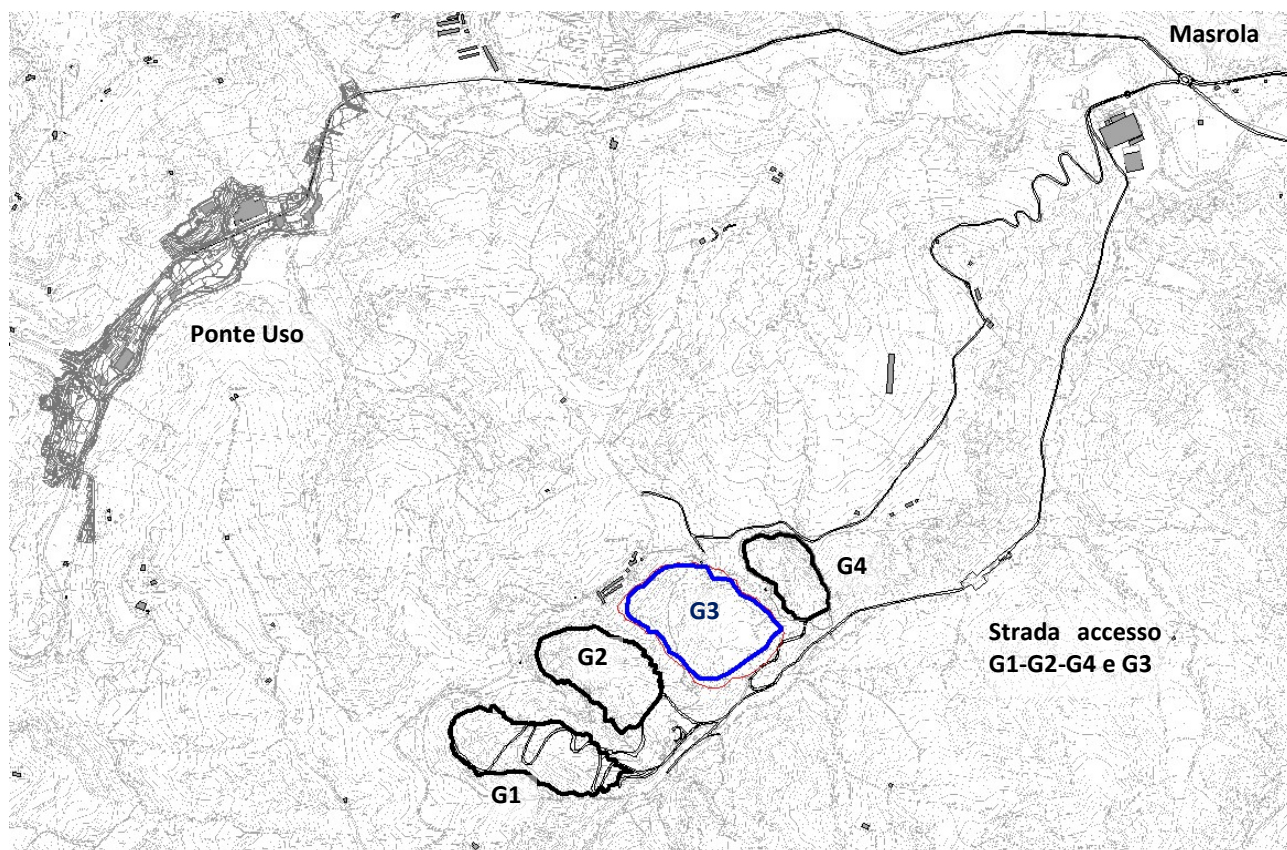 Masrola
Ponte Uso
G4
G3
G2
Strada accesso
G1-G2-G4 e G3
G1